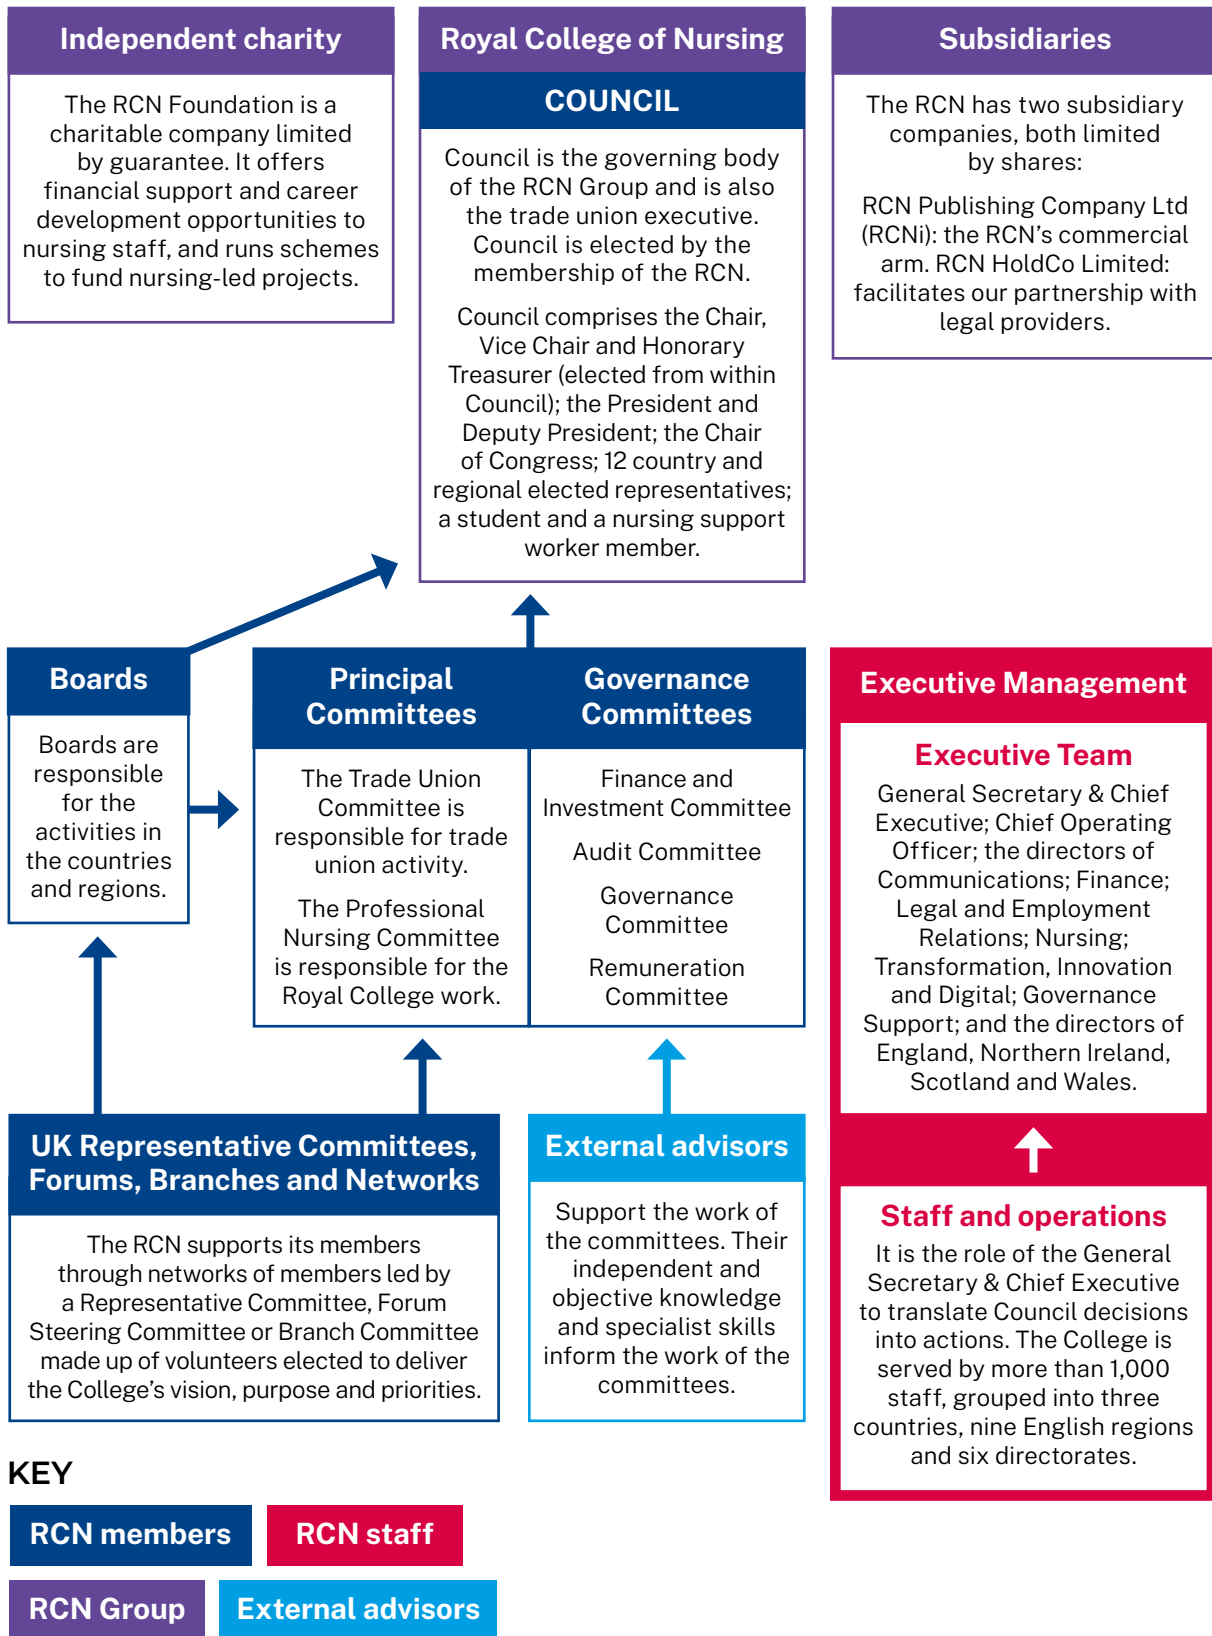 Independent charity
The RCN Foundation is a
charitable company limited
by guarantee. It offers
financial support and career
development opportunities to
nursing staff, and runs schemes
to fund nursing-led projects.
Royal College of Nursing
COUNCIL
Council is the governing body
of the RCN Group and is also
the trade union executive.
Council is elected by the
membership of the RCN.
Council comprises the Chair,
Vice Chair and Honorary
Treasurer (elected from within
Council); the President and
Deputy President; the Chair
of Congress; 12 country and
regional elected representatives;
a student and a nursing support
worker member.
Subsidiaries
The RCN has two subsidiary
companies, both limited
by shares:
RCN Publishing Company Ltd
(RCNi): the RCN’s commercial
arm. RCN HoldCo Limited:
facilitates our partnership with
legal providers.
Boards
Boards are
responsible
for the
activities in
the countries
and regions.
Principal
Committees
The Trade Union
Committee is
responsible for trade
union activity.
The Professional
Nursing Committee
is responsible for the
Royal College work.
Governance
Committees
Finance and
Investment Committee
Audit Committee
Governance
Committee
Remuneration
Committee
Executive Management
Executive Team
General Secretary & Chief
Executive; Chief Operating
Officer; the directors of
Communications; Finance;
Legal and Employment
Relations; Nursing;
Transformation, Innovation
and Digital; Governance
Support; and the directors of
England, Northern Ireland,
Scotland and Wales.
UK Representative Committees,
Forums, Branches and Networks
The RCN supports its members
through networks of members led by
a Representative Committee, Forum
Steering Committee or Branch Committee
made up of volunteers elected to deliver
the College’s vision, purpose and priorities.
External advisors
Support the work of
the committees. Their
independent and
objective knowledge
and specialist skills
inform the work of the
committees.
Staff and operations
It is the role of the General
Secretary & Chief Executive
to translate Council decisions
into actions. The College is
served by more than 1,000
staff, grouped into three
countries, nine English regions
and six directorates.
KEY
RCN members
RCN staff
RCN Group
External advisors